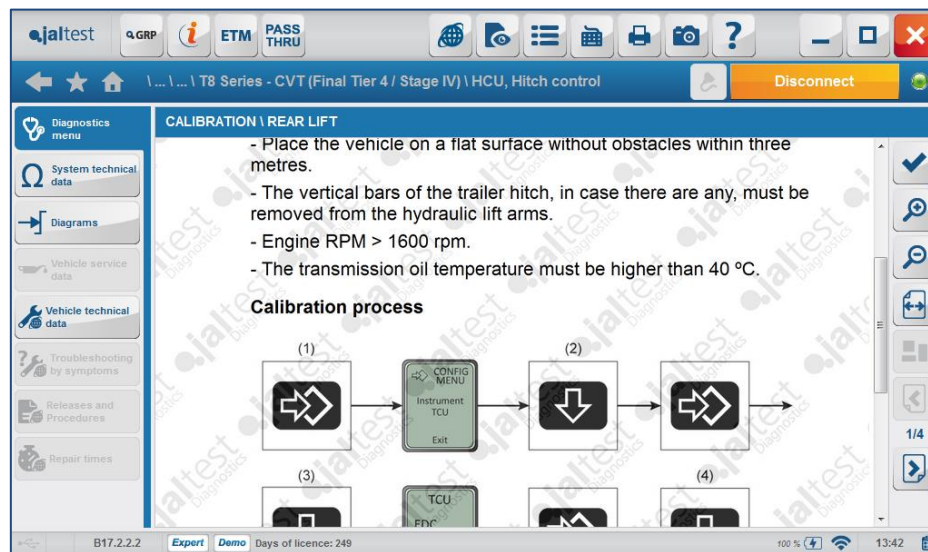 jaltest
GRP
i
ETM
PASS
THRU
?
\ ... \ ... \ T8 Series - CVT (Final Tier 4 / Stage IV) \ HCU, Hitch control
Disconnect
Diagnostics
menu
System technical
data
Diagrams
Vehicle service
data
Vehicle technical
data
Troubleshooting
by symptoms
Releases and
Procedures
Repair times
CALIBRATION \ REAR LIFT
- Place the vehicle on a flat surface without obstacles within three
metres.
- The vertical bars of the trailer hitch, in case there are any, must be
removed from the hydraulic lift arms.
- Engine RPM > 1600 rpm.
- The transmission oil temperature must be higher than 40 ºC.
Calibration process
(1)
CONFIG
MENU
Instrument
TCU
Exit
(2)
(3)
TCU
EDC
(4)
1/4
B17.2.2.2
Expert
Demo
Days of licence: 249
100 %
13:42
jaltest
Diagnostics